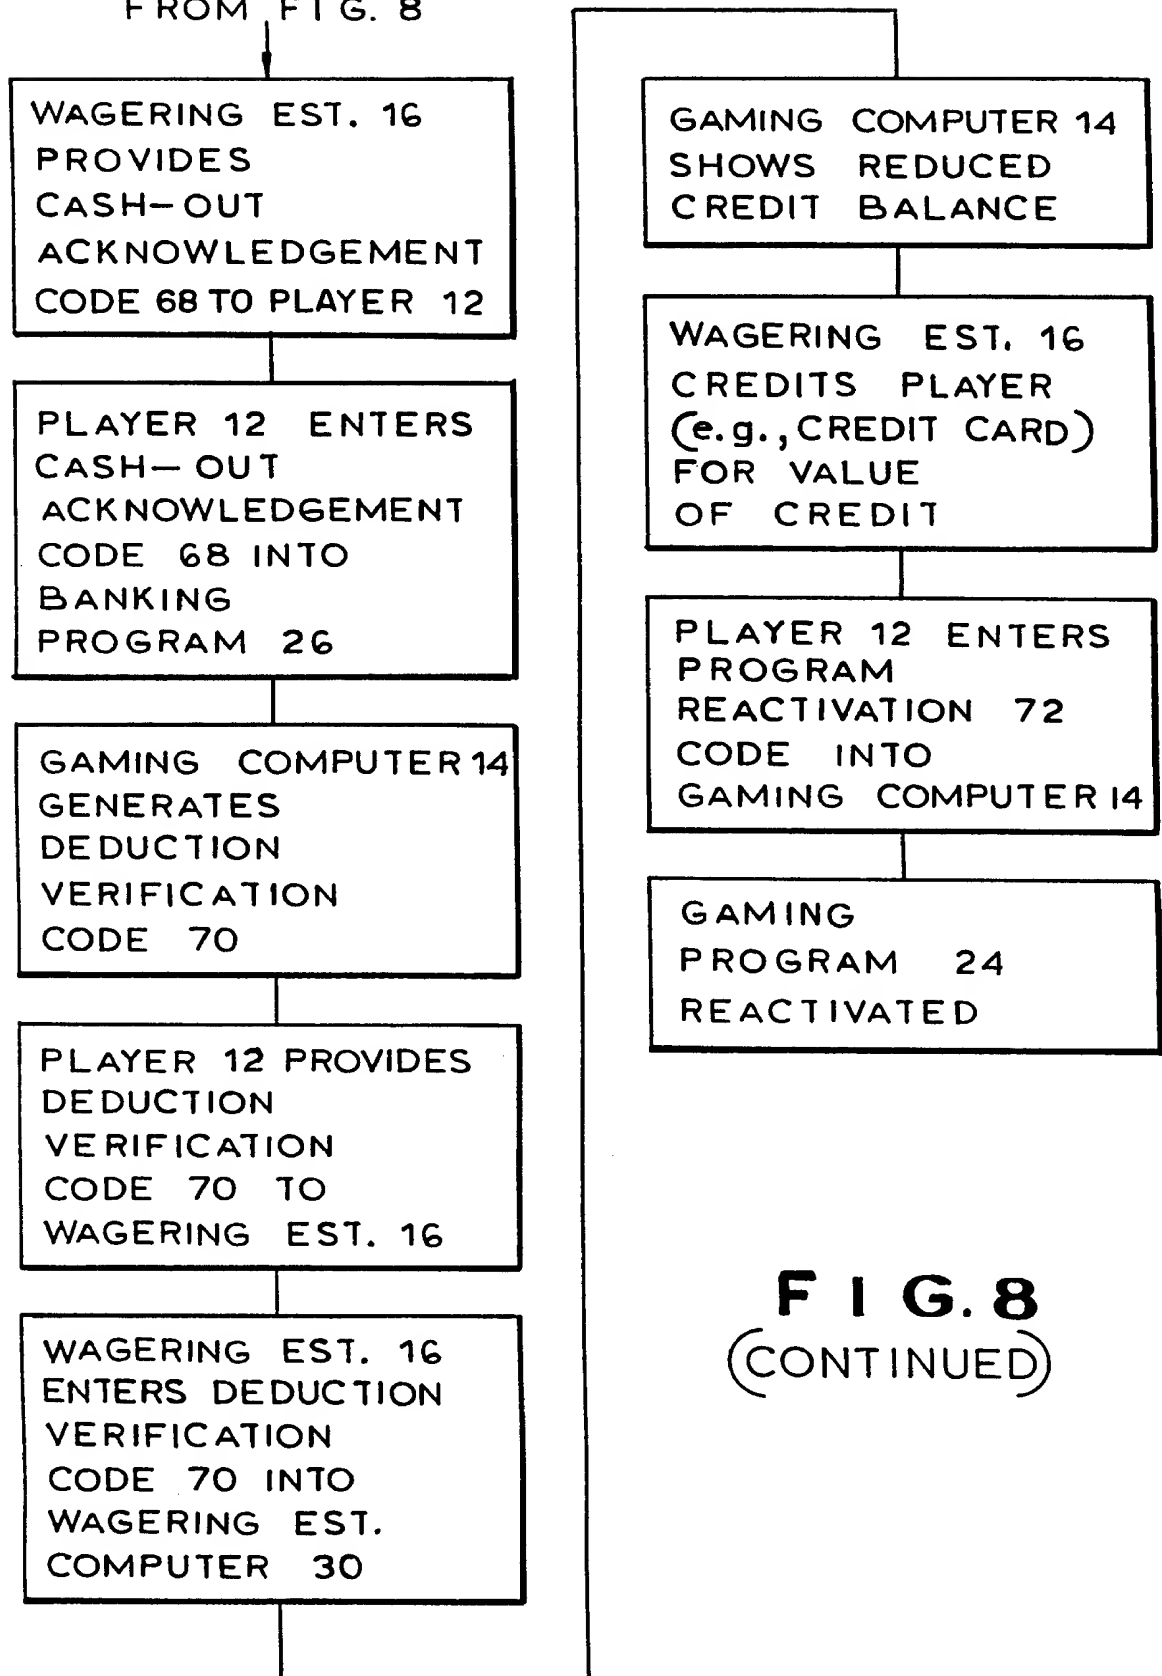 FROM FIG. 8
WAGERING EST. 16
PROVIDES
CASH-OUT
ACKNOWLEDGEMENT
CODE 68 TO PLAYER 12
PLAYER 12 ENTERS
CASH-OUT
ACKNOWLEDGEMENT
CODE 68 INTO
BANKING
PROGRAM 26
GAMING COMPUTER 14
GENERATES
DEDUCTION
VERIFICATION
CODE 70
PLAYER 12 PROVIDES
DEDUCTION
VERIFICATION
CODE 70 TO
WAGERING EST. 16
WAGERING EST. 16
ENTERS DEDUCTION
VERIFICATION
CODE 70 INTO
WAGERING EST.
COMPUTER 30
GAMING COMPUTER 14
SHOWS REDUCED
CREDIT BALANCE
WAGERING EST. 16
CREDITS PLAYER
(e.g., CREDIT CARD)
FOR VALUE
OF CREDIT
PLAYER 12 ENTERS
PROGRAM
REACTIVATION 72
CODE INTO
GAMING COMPUTER 14
GAMING
PROGRAM 24
REACTIVATED
FIG. 8
(CONTINUED)